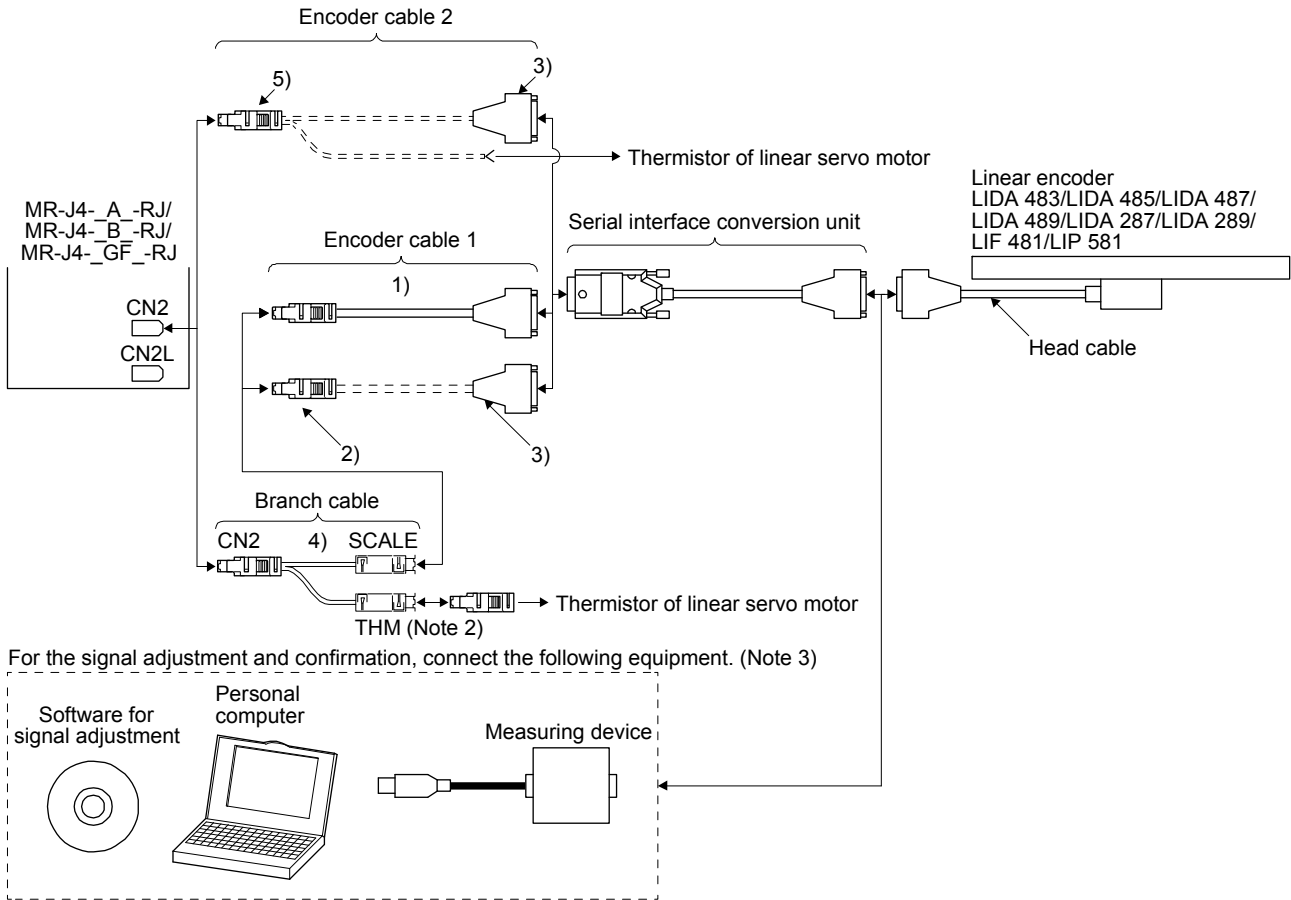 Encoder cable 2
3)
5)
Thermistor of linear servo motor
Linear encoder
LIDA 483/LIDA 485/LIDA 487/
LIDA 489/LIDA 287/LIDA 289/
LIF 481/LIP 581
MR-J4-_A_-RJ/
MR-J4-_B_-RJ/
MR-J4-_GF_-RJ
Serial interface conversion unit
Encoder cable 1
1)
CN2
CN2L
Head cable
2)
3)
Branch cable
CN2 4) SCALE
Thermistor of linear servo motor
THM (Note 2)
For the signal adjustment and confirmation, connect the following equipment. (Note 3)
Software for
signal adjustment
Personal
computer
Measuring device